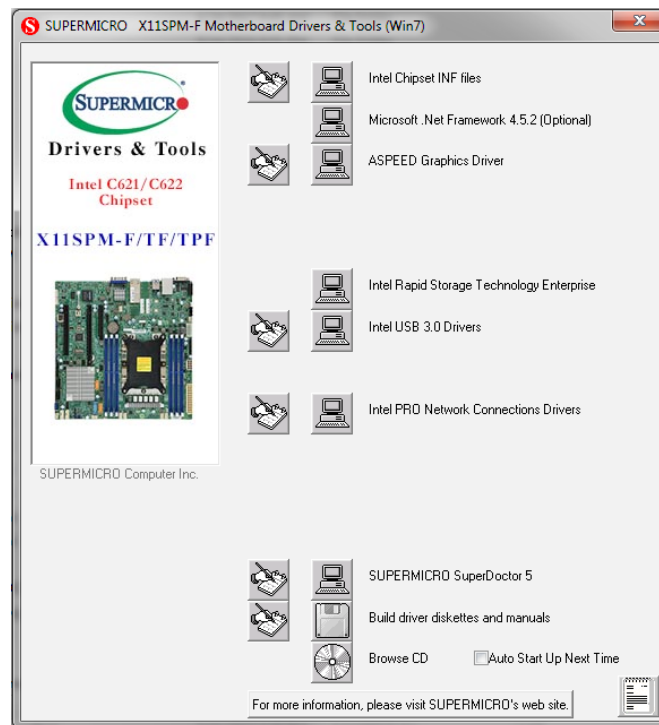 SUPERMICRO   X11SPM-F Motherboard Drivers & Tools (Win7)
SUPERMICR
Drivers & Tools
Intel C621/C622
Chipset
X11SPM-F/TF/TPF
SUPERMICRO Computer Inc.
Intel Chipset INF files
Microsoft .Net Framework 4.5.2 (Optional)
ASPEED Graphics Driver
Intel Rapid Storage Technology Enterprise
Intel USB 3.0 Drivers
Intel PRO Network Connections Drivers
SUPERMICRO SuperDoctor 5
Build driver diskettes and manuals
Browse CD   Auto Start Up Next Time
For more information, please visit SUPERMICRO's web site.